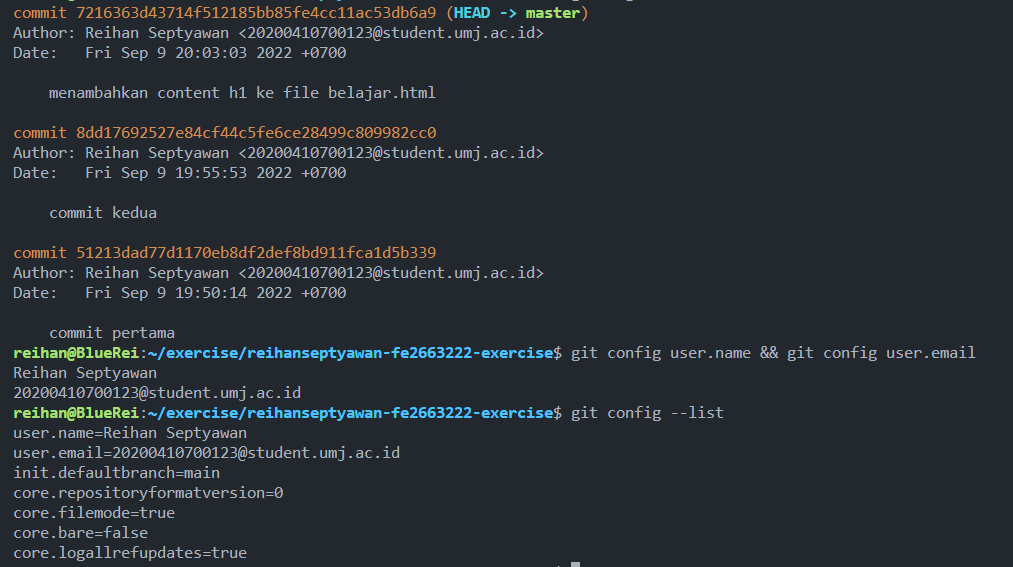 commit 7216363d43714f512185bb85fe4cc11ac53db6a9 (HEAD -> master)
Author: Reihan Septyawan <20200410700123@student.umj.ac.id>
Date:   Fri Sep 9 20:03:03 2022 +0700
    menambahkan content h1 ke file belajar.html
commit 8dd17692527e84cf44c5fe6ce28499c809982cc0
Author: Reihan Septyawan <20200410700123@student.umj.ac.id>
Date:   Fri Sep 9 19:55:53 2022 +0700
    commit kedua
commit 51213dad77d1170eb8df2def8bd911fca1d5b339
Author: Reihan Septyawan <20200410700123@student.umj.ac.id>
Date:   Fri Sep 9 19:50:14 2022 +0700
    commit pertama
reihan@BlueRei:~/exercise/reihanseptyawan-fe2663222-exercise$ git config user.name && git config user.email
Reihan Septyawan
20200410700123@student.umj.ac.id
reihan@BlueRei:~/exercise/reihanseptyawan-fe2663222-exercise$ git config --list
user.name=Reihan Septyawan
user.email=20200410700123@student.umj.ac.id
init.defaultbranch=main
core.repositoryformatversion=0
core.filemode=true
core.bare=false
core.logallrefupdates=true